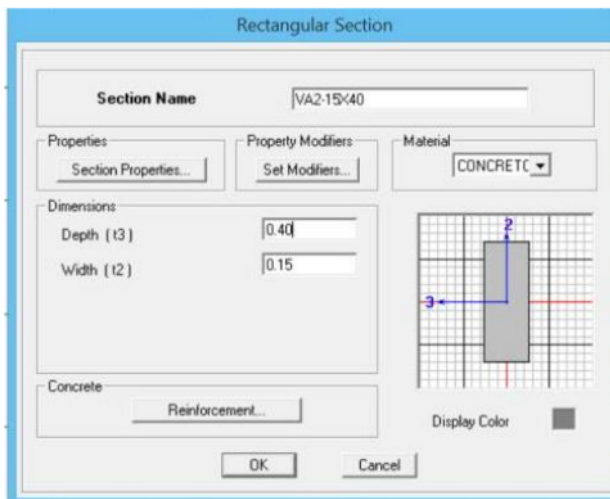 Rectangular Section
Section Name VA2-15X40
Properties
Section Properties...
Property Modifiers
Set Modifiers...
Material
CONCRETC
Dimensions
Depth ( t3 ) 0.40
Width ( t2 ) 0.15
2
3
Concrete
Reinforcement...
Display Color
OK Cancel